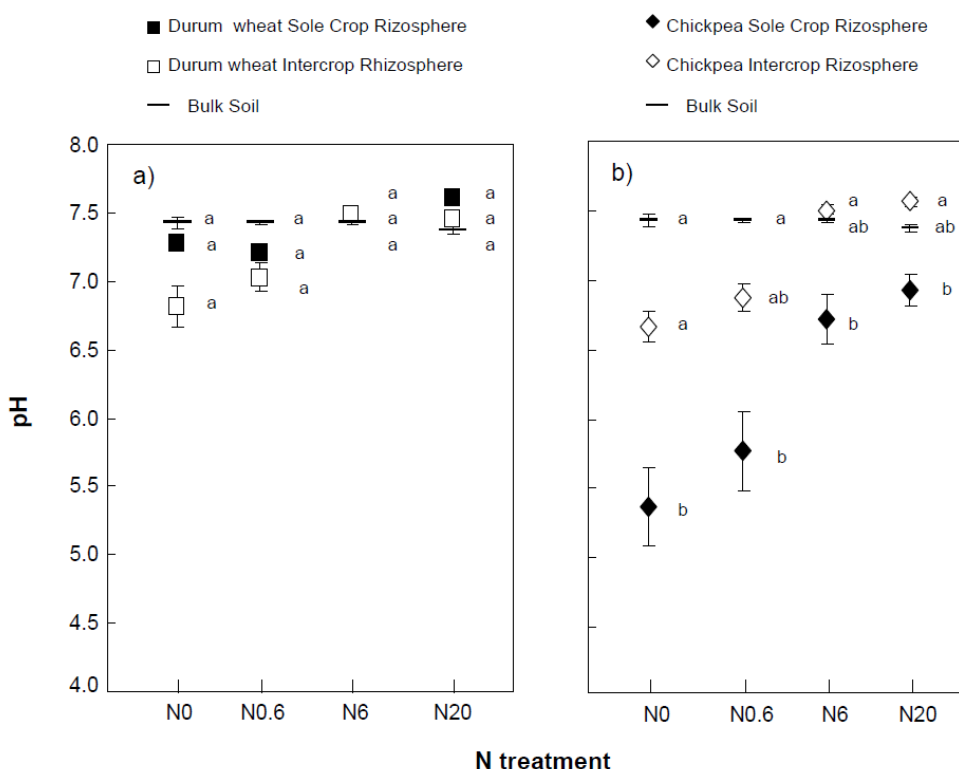 Durum wheat Sole Crop Rizosphere
Durum wheat Intercrop Rhizosphere
Bulk Soil
Chickpea Sole Crop Rizosphere
Chickpea Intercrop Rizosphere
Bulk Soil
pH
8.0
7.5
7.0
6.5
6.0
5.5
5.0
4.5
4.0
a)
a a a a
a a a a
a a a a
N0 N0.6 N6 N20
b)
a a a a
a ab ab ab
b b b b
N0 N0.6 N6 N20
N treatment